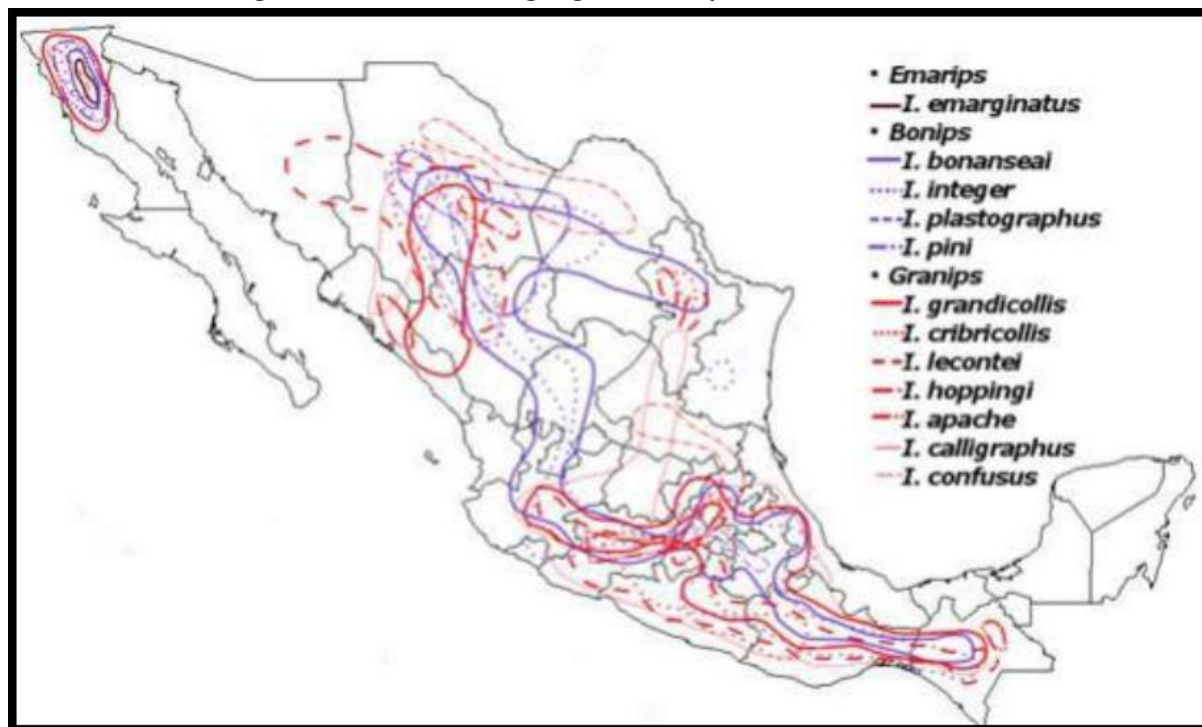 • Emarips
I. emarginatus
• Bonips
I. bonanseai
I. integer
I. plastographus
I. pini
• Granips
I. grandicollis
I. cribricollis
I. lecontei
I. hoppingi
I. apache
I. calligraphus
I. confusus